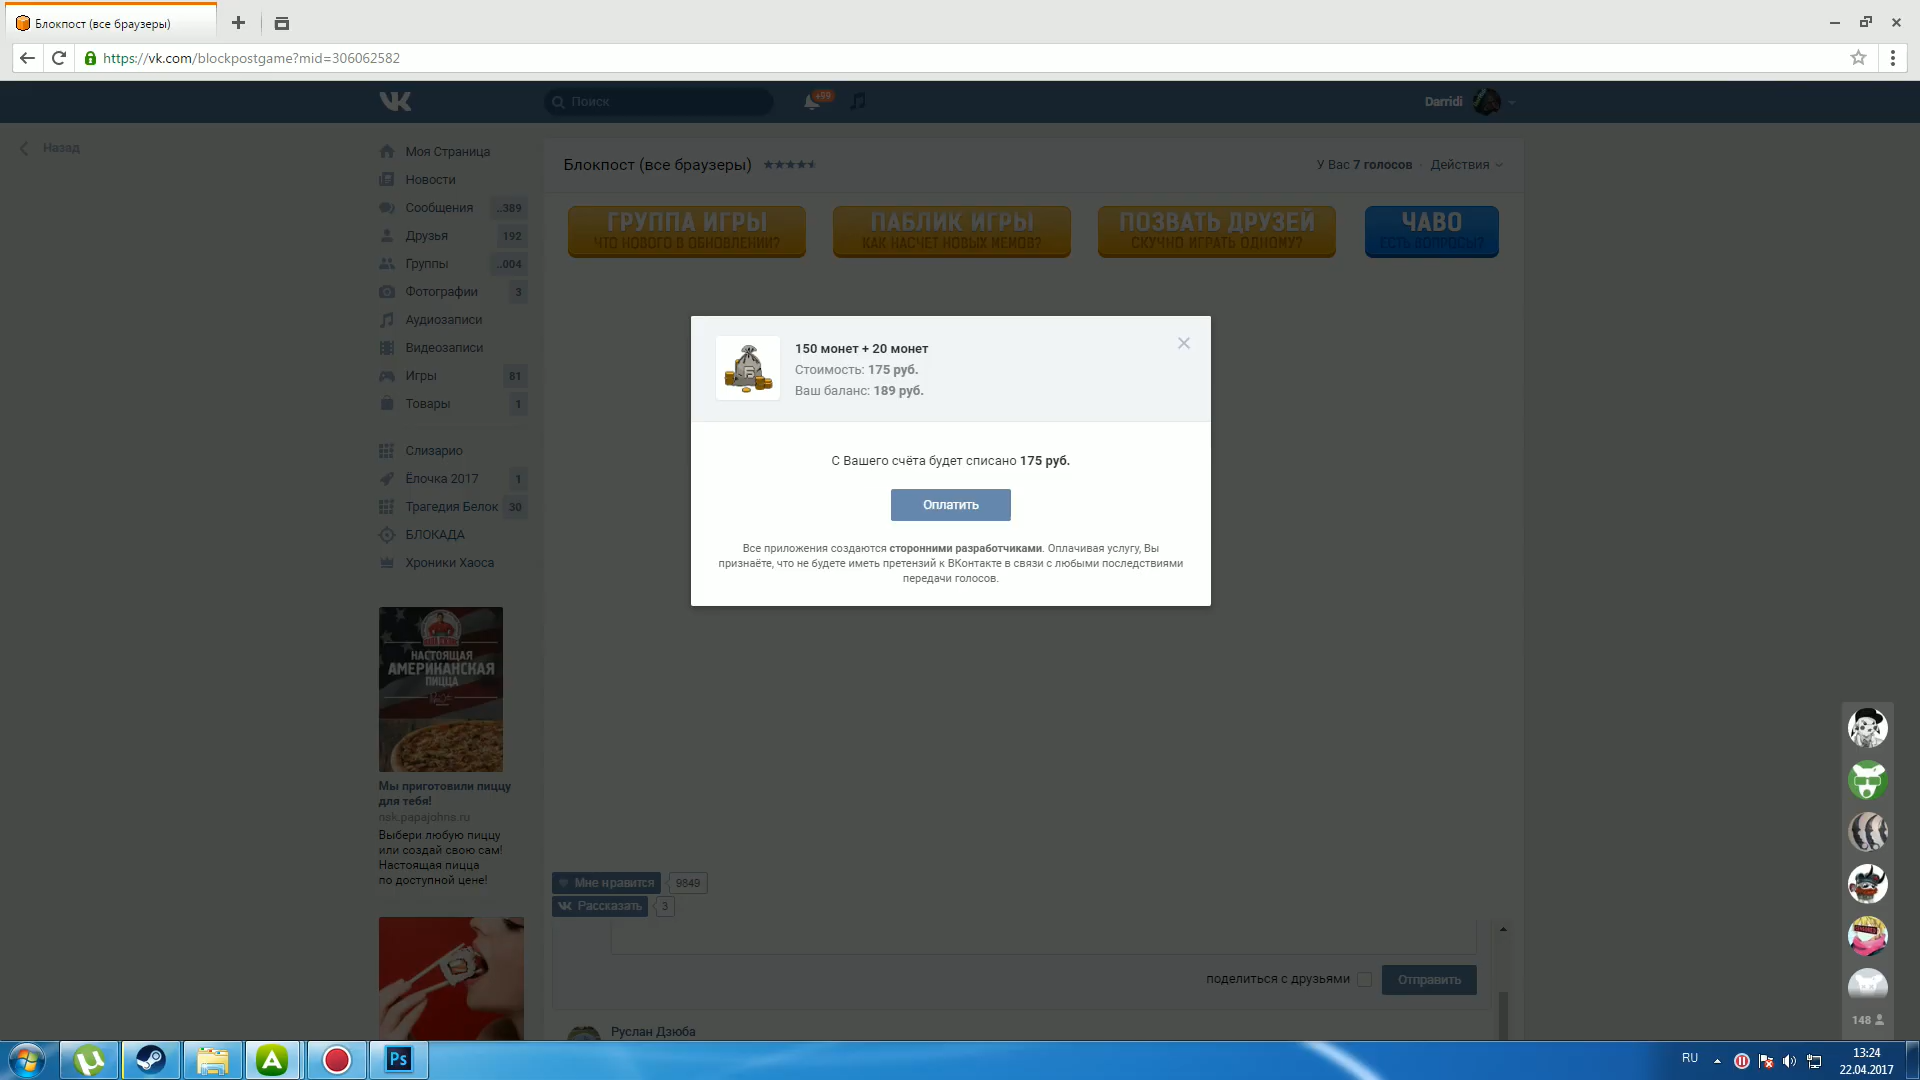 Блокпост (все браузеры)
https://vk.com/blockpostgame?mid=306062582
Поиск
+99
Darridi
Назад
Моя Страница
Новости
Сообщения ..389
Друзья 192
Группы ..004
Фотографии 3
Аудиозаписи
Видеозаписи
Игры 81
Товары 1
Слизарио
Ёлочка 2017 1
Трагедия Белок 30
БЛОКАДА
Хроники Хаоса
НАСТОЯЩАЯ
АМЕРИКАНСКАЯ
ПИЦЦА
Мы приготовили пиццу
для тебя!
nsk.papajohns.ru
Выбери любую пиццу
или создай свою сам!
Настоящая пицца
по доступной цене!
Блокпост (все браузеры)
У Вас 7 голосов · Действия
ГРУППА ИГРЫ
ЧТО НОВОГО В ОБНОВЛЕНИИ?
ПАБЛИК ИГРЫ
КАК НАСЧЕТ НОВЫХ МЕМОВ?
ПОЗВАТЬ ДРУЗЕЙ
СКУЧНО ИГРАТЬ ОДНОМУ?
ЧАВО
ЕСТЬ ВОПРОСЫ?
150 монет + 20 монет
Стоимость: 175 руб.
Ваш баланс: 189 руб.
С Вашего счёта будет списано 175 руб.
Оплатить
Все приложения создаются сторонними разработчиками. Оплачивая услугу, Вы
признаёте, что не будете иметь претензий к ВКонтакте в связи с любыми последствиями
передачи голосов.
Мне нравится 9849
Рассказать 3
поделиться с друзьями
Отправить
Руслан Дзюба
148
Ps
RU
13:24
22.04.2017